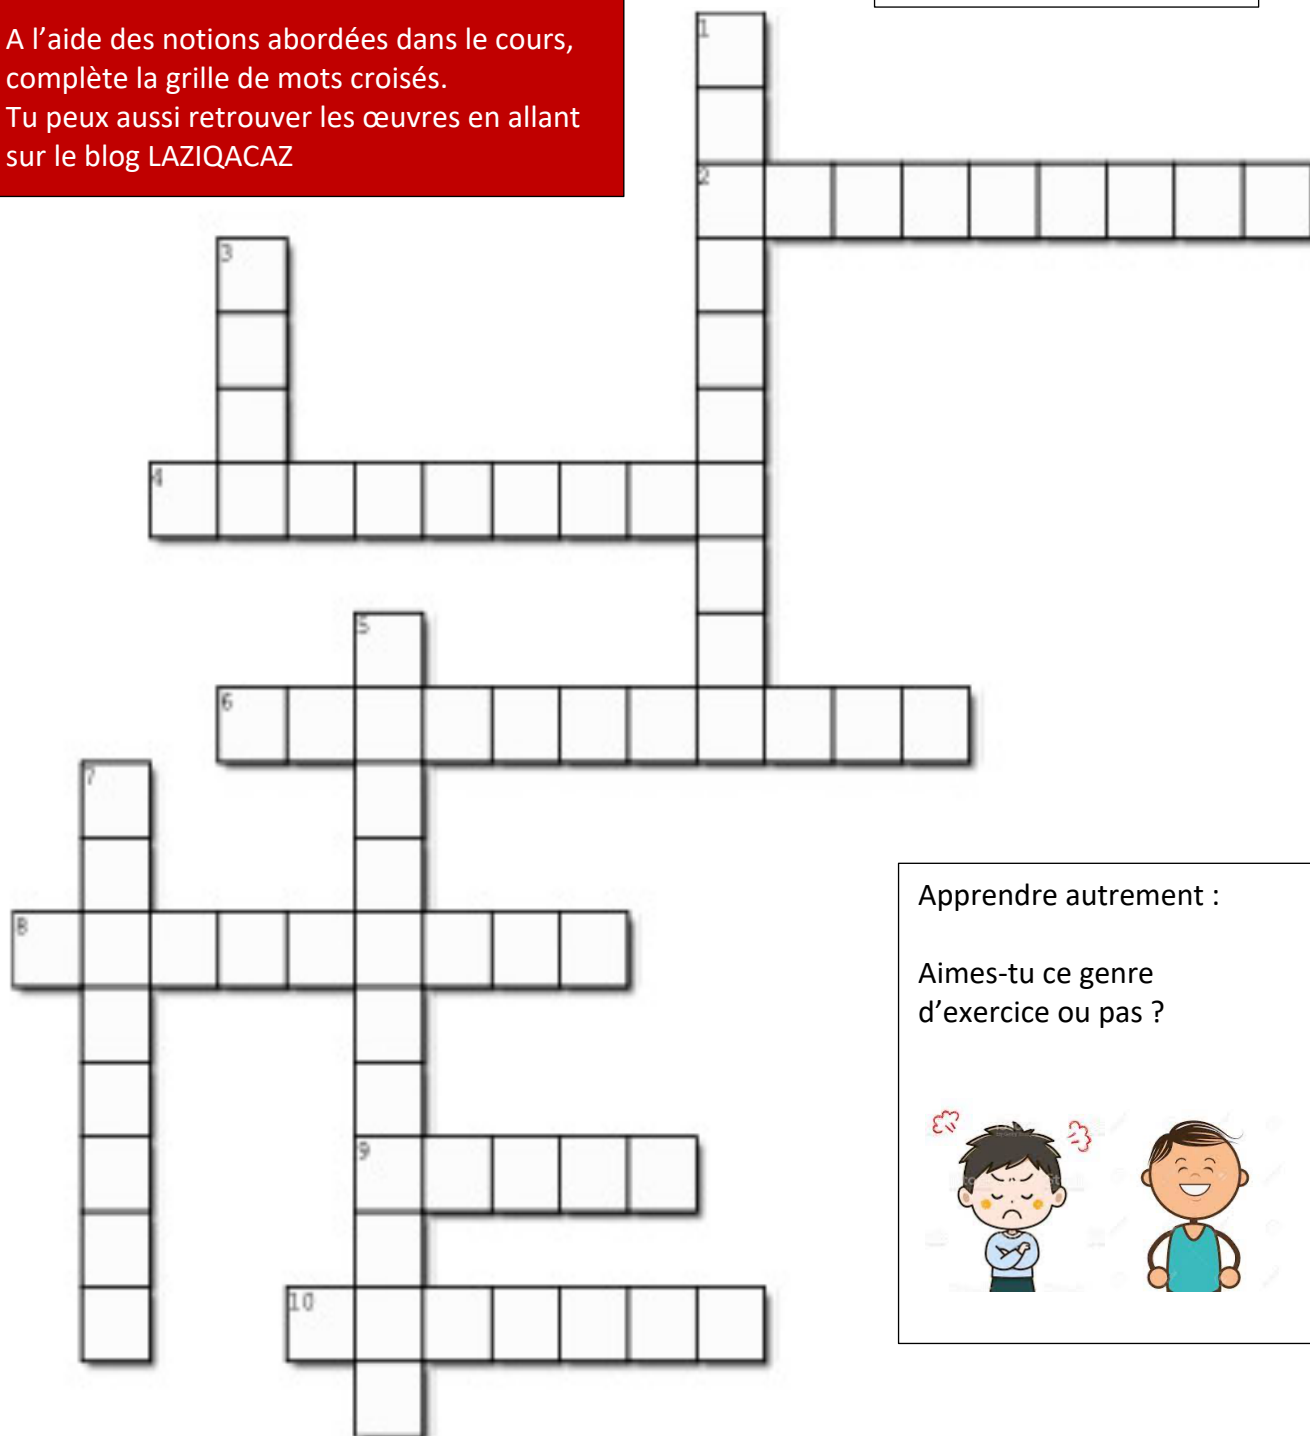 A l’aide des notions abordées dans le cours,
complète la grille de mots croisés.
Tu peux aussi retrouver les œuvres en allant
sur le blog LAZIQACAZ
1
2
3
4
5
6
7
8
9
10
Apprendre autrement :
Aimes-tu ce genre
d’exercice ou pas ?